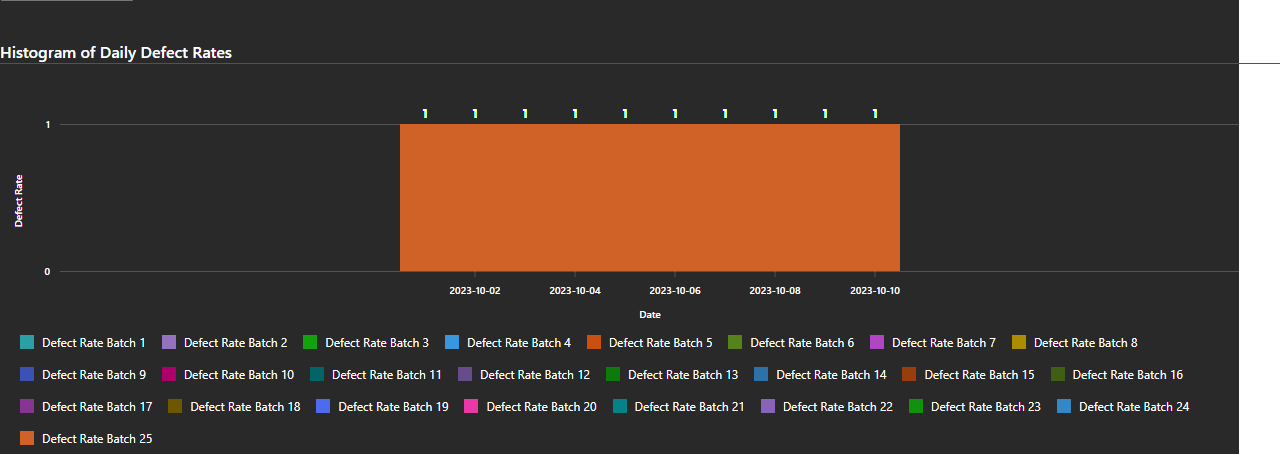 Histogram of Daily Defect Rates
1 1 1 1 1 1 1 1 1 1
1
Defect Rate
0
2023-10-02 2023-10-04 2023-10-06 2023-10-08 2023-10-10
Date
Defect Rate Batch 1 Defect Rate Batch 2 Defect Rate Batch 3 Defect Rate Batch 4 Defect Rate Batch 5 Defect Rate Batch 6 Defect Rate Batch 7 Defect Rate Batch 8
Defect Rate Batch 9 Defect Rate Batch 10 Defect Rate Batch 11 Defect Rate Batch 12 Defect Rate Batch 13 Defect Rate Batch 14 Defect Rate Batch 15 Defect Rate Batch 16
Defect Rate Batch 17 Defect Rate Batch 18 Defect Rate Batch 19 Defect Rate Batch 20 Defect Rate Batch 21 Defect Rate Batch 22 Defect Rate Batch 23 Defect Rate Batch 24
Defect Rate Batch 25